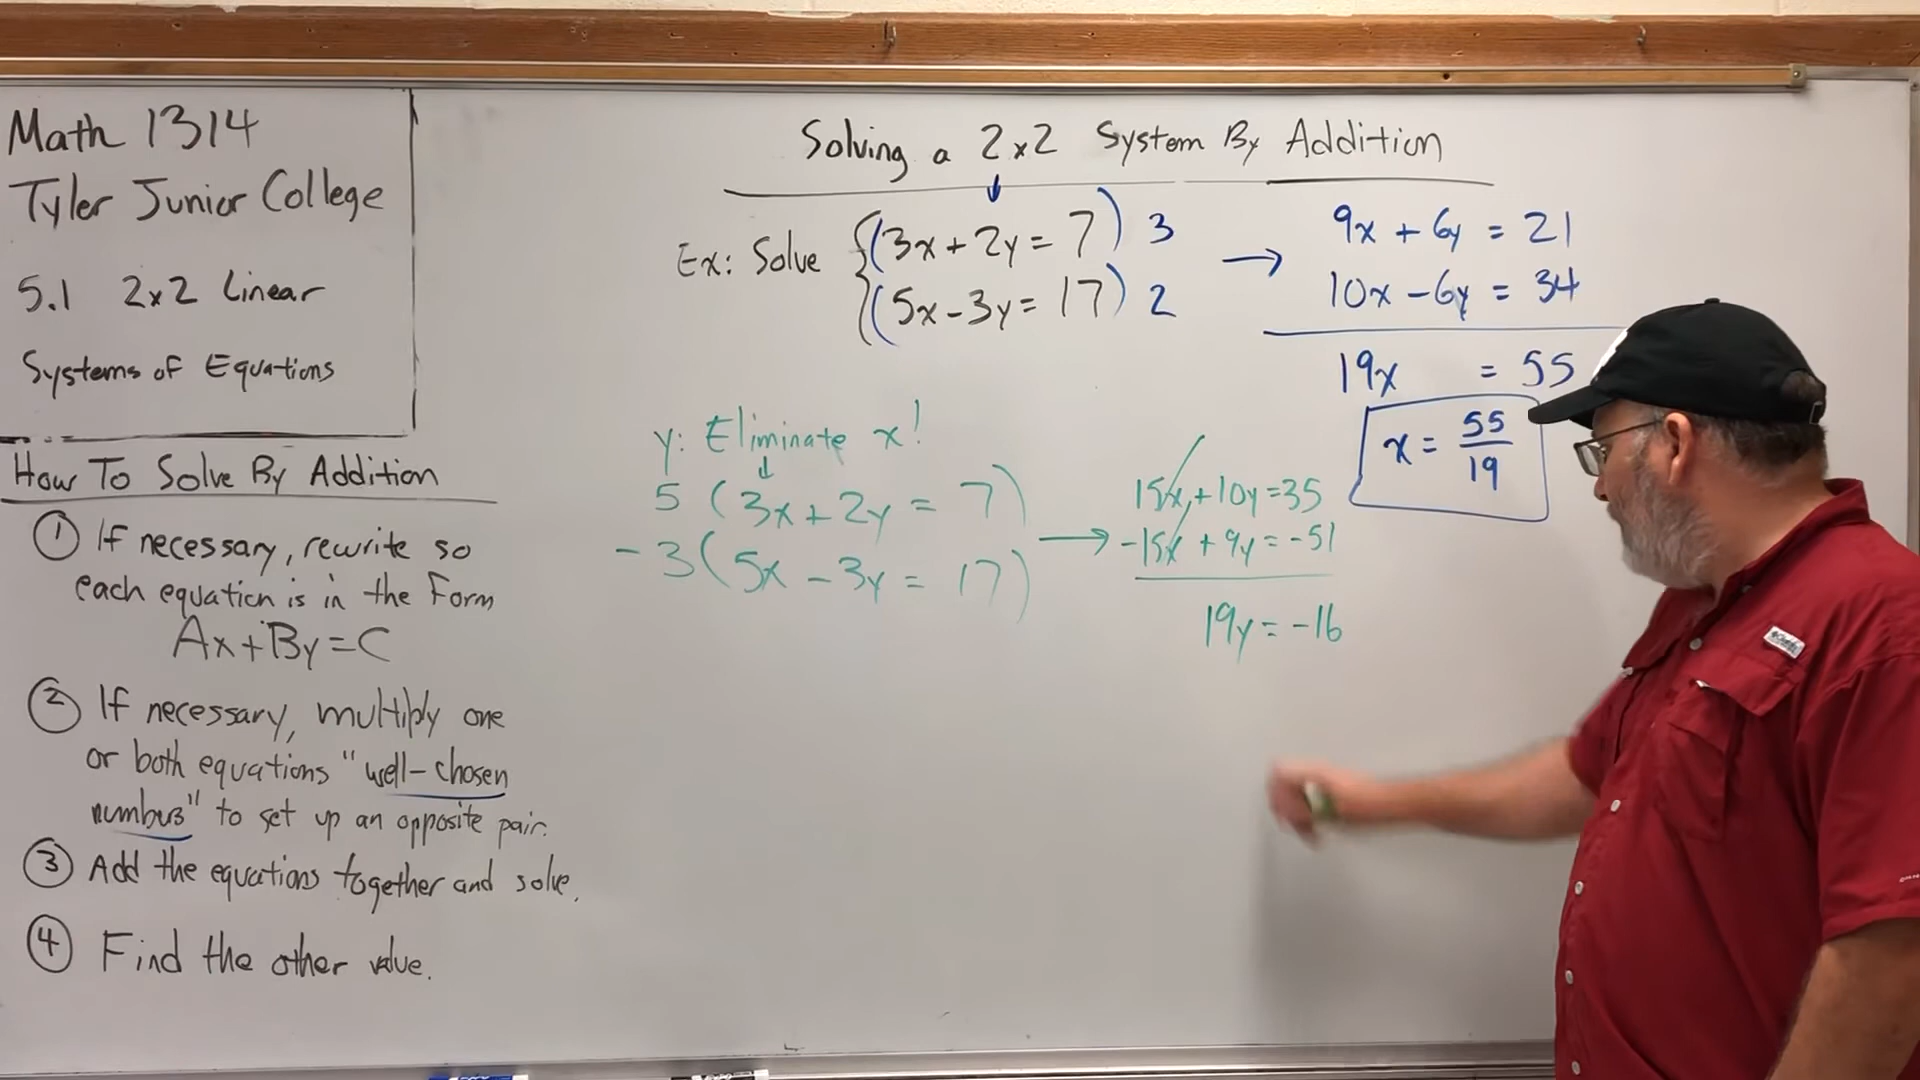 Math 1314
Tyler Junior College
5.1 2x2 Linear
Systems of Equations
How To Solve By Addition
① If necessary, rewrite so
each equation is in the Form
Ax+By=C
② If necessary, multiply one
or both equations "well-chosen
numbers" to set up an opposite pair.
③ Add the equations together and solve.
④ Find the other value.
Solving a 2x2 System By Addition
Ex: Solve {(3x+2y=7) 3
(5x-3y=17) 2
→ 9x+6y=21
10x-6y=34
19x =55
x=55/19
y: Eliminate x!
5(3x+2y=7)
-3(5x-3y=17)
→ 15x+10y=35
-15x+9y=-51
19y=-16